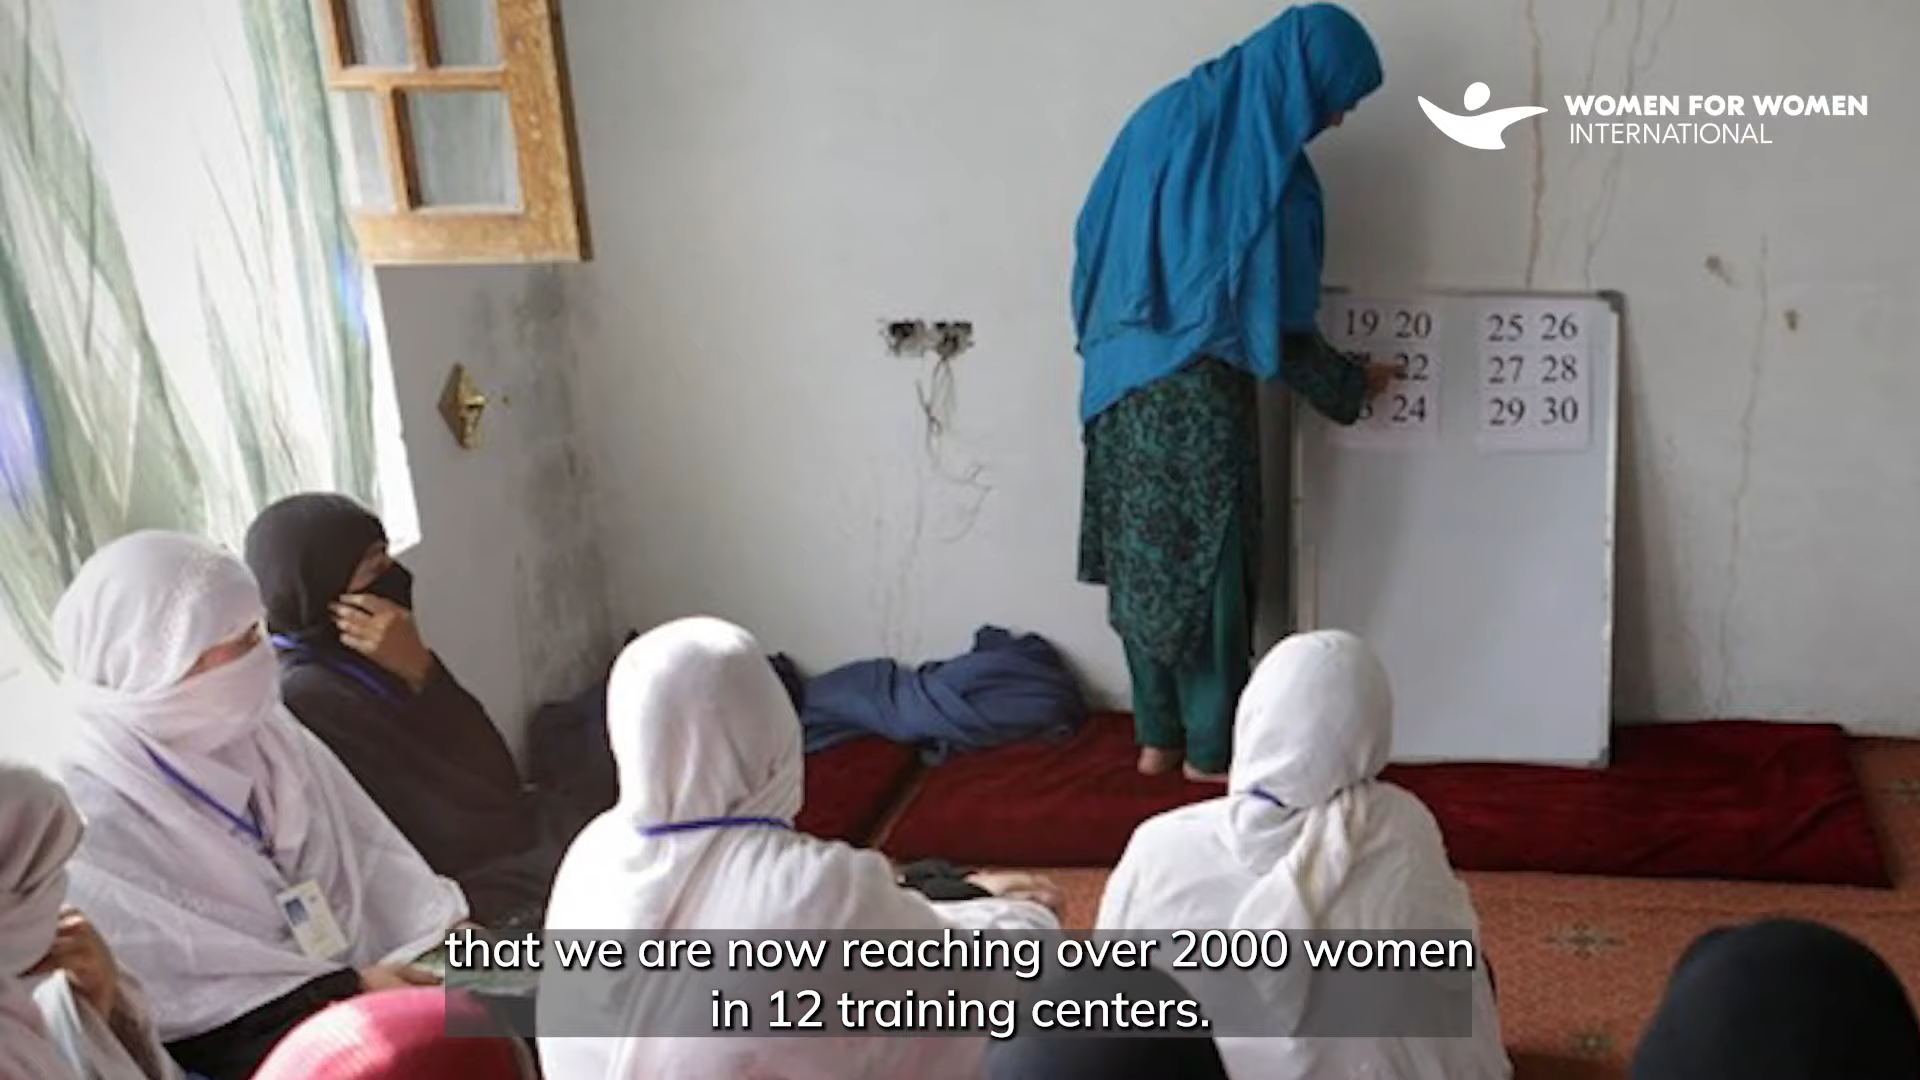 WOMEN FOR WOMEN
INTERNATIONAL
19 20
22
24
25 26
27 28
29 30
that we are now reaching over 2000 women
in 12 training centers.